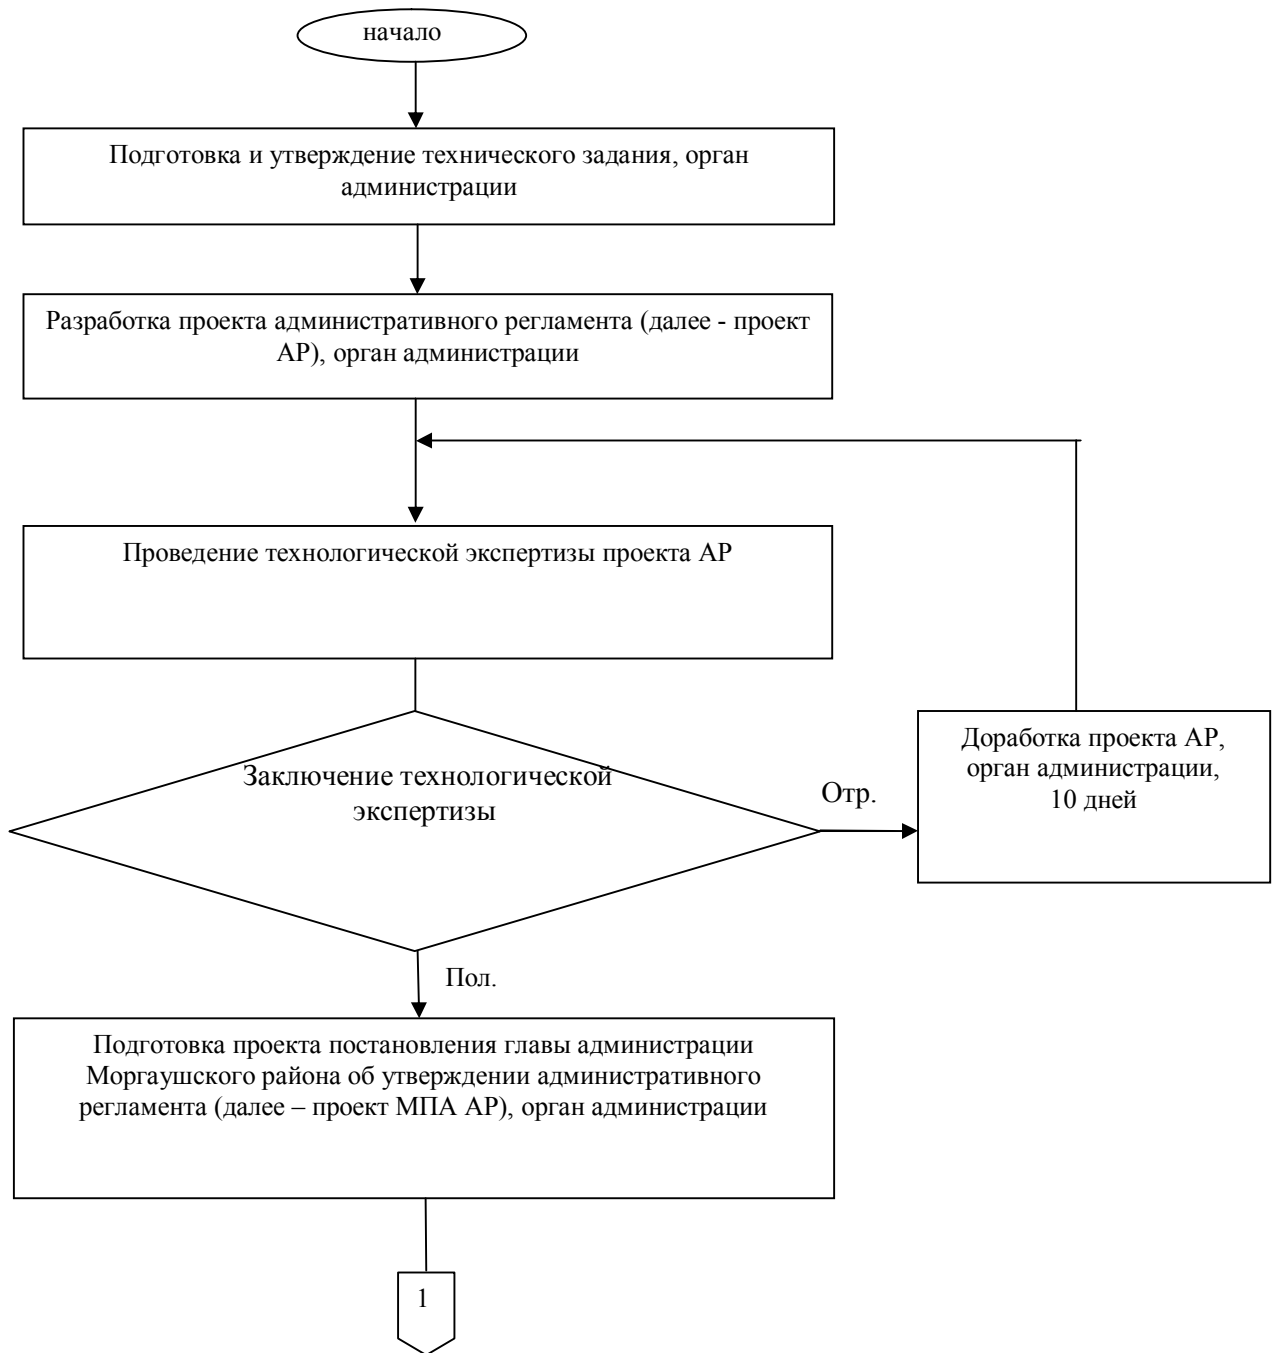 начало
Подготовка и утверждение технического задания, орган
администрации
Разработка проекта административного регламента (далее - проект
АР), орган администрации
Проведение технологической экспертизы проекта АР
Заключение технологической
экспертизы
Отр.
Доработка проекта АР,
орган администрации,
10 дней
Пол.
Подготовка проекта постановления главы администрации
Моргаушского района об утверждении административного
регламента (далее – проект МПА АР), орган администрации
1